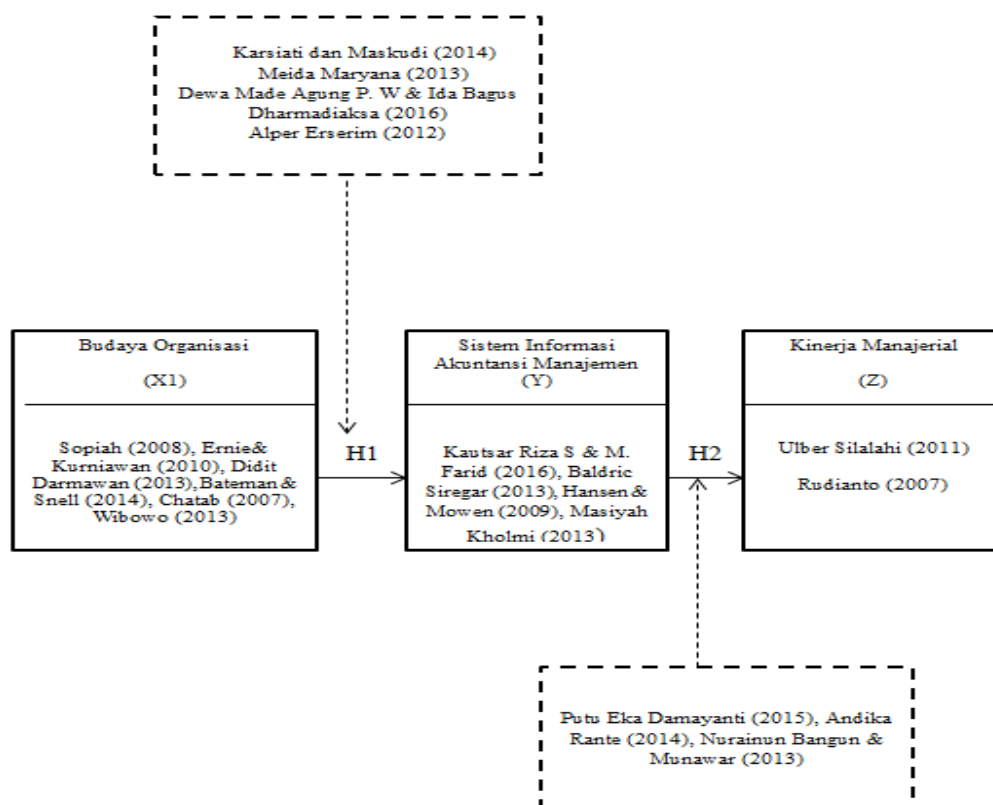 Karsiati dan Maskudi (2014)
Meida Maryana (2013)
Dewa Made Agung P. W & Ida Bagus
Dharmadiaksa (2016)
Alper Erserim (2012)
Budaya Organisasi
(X1)
Sopiah (2008), Ernie&
Kurniawan (2010), Didit
Darmawan (2013),Bateman &
Snell (2014), Chatab (2007),
Wibowo (2013)
H1
Sistem Informasi
Akuntansi Manajemen
(Y)
Kautsar Riza S & M.
Farid (2016), Baldric
Siregar (2013), Hansen &
Mowen (2009), Masiyah
Kholmi (2013)
H2
Kinerja Manajerial
(Z)
Ulber Silalahi (2011)
Rudianto (2007)
Putu Eka Damayanti (2015), Andika
Rante (2014), Nurainun Bangun &
Munawar (2013)